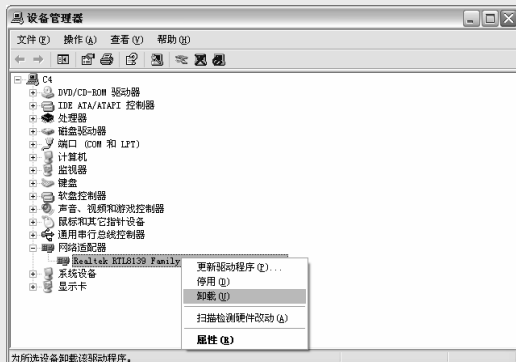 设备管理器
文件(F) 操作(A) 查看(V) 帮助(H)
C4
DVD/CD-ROM 驱动器
IDE ATA/ATAPI 控制器
处理器
磁盘驱动器
端口 (COM 和 LPT)
计算机
监视器
键盘
软盘控制器
声音、视频和游戏控制器
鼠标和其它指针设备
通用串行总线控制器
网络适配器
Realtek RTL8139 Family
更新驱动程序(P)...
停用(D)
卸载(U)
系统设备
扫描检测硬件改动(A)
显示卡
属性(R)
为所选设备卸载该驱动程序。